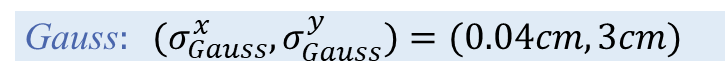 Gauss: (σ^x_Gauss, σ^y_Gauss) = (0.04cm, 3cm)